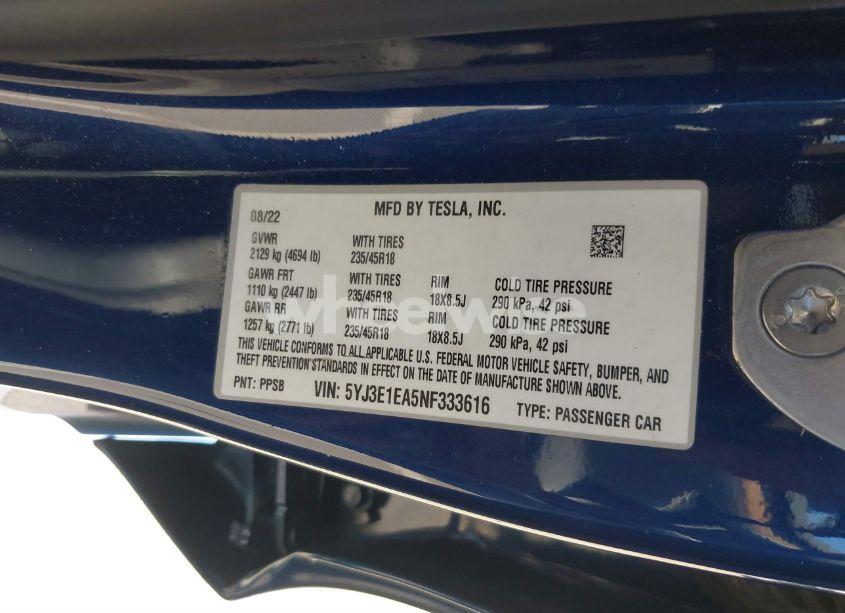 08/22 MFD BY TESLA, INC.
GVWR WITH TIRES
2129 kg (4694 lb) 235/45R18
GAWR FRT WITH TIRES RIM COLD TIRE PRESSURE
1110 kg (2447 lb) 235/45R18 18X8.5J 290 kPa, 42 psi
GAWR RR WITH TIRES RIM COLD TIRE PRESSURE
1257 kg (2771 lb) 235/45R18 18X8.5J 290 kPa, 42 psi
THIS VEHICLE CONFORMS TO ALL APPLICABLE U.S. FEDERAL MOTOR VEHICLE SAFETY, BUMPER, AND
THEFT PREVENTION STANDARDS IN EFFECT ON THE DATE OF MANUFACTURE SHOWN ABOVE.
PNT: PPSB VIN: 5YJ3E1EA5NF333616 TYPE: PASSENGER CAR